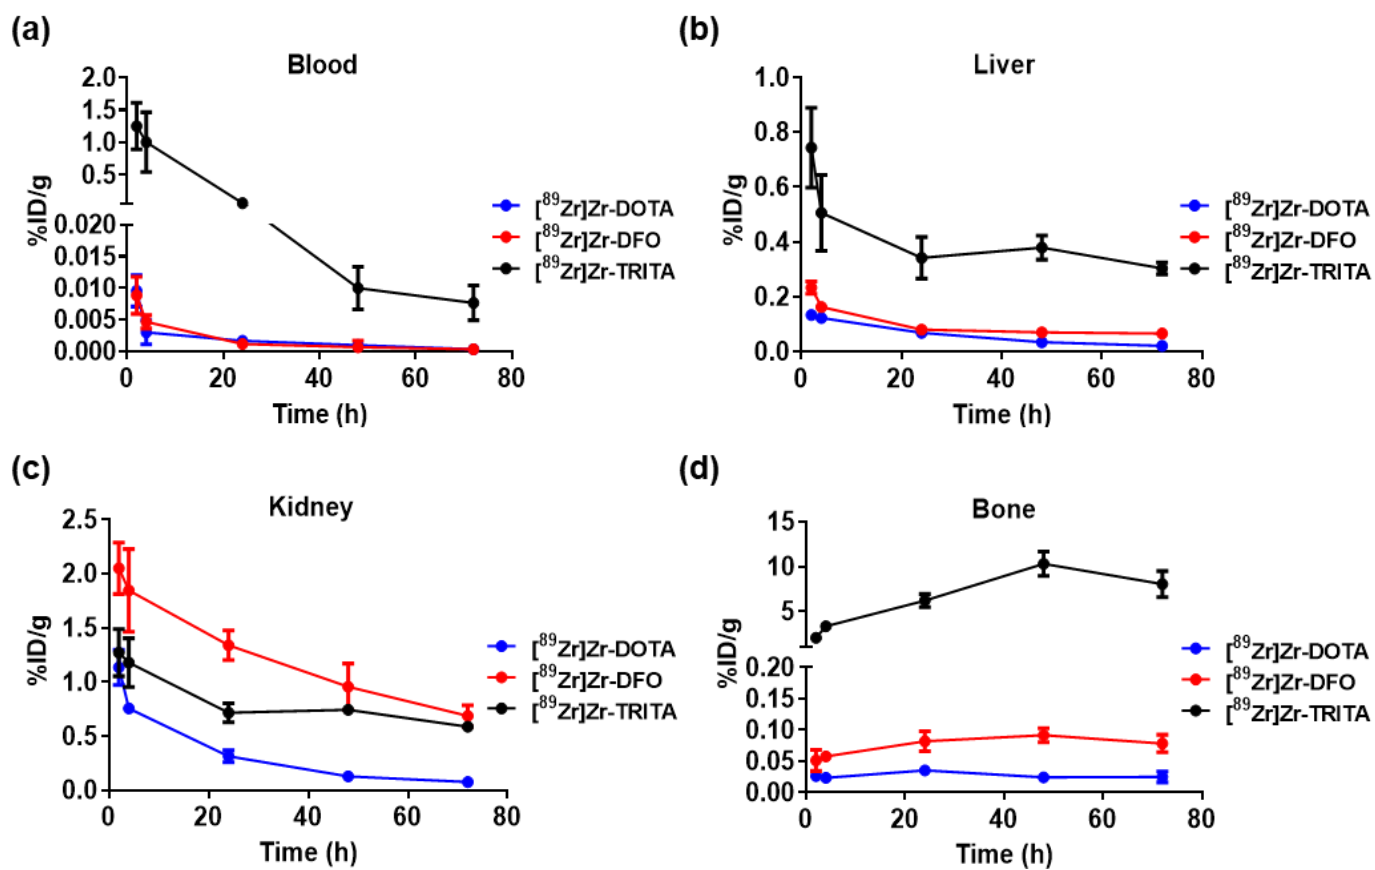 (a)
Blood
%ID/g
2.0
1.5
1.0
0.5
0.020
0.015
0.010
0.005
0.000
0 20 40 60 80
Time (h)
[⁸⁹Zr]Zr-DOTA
[⁸⁹Zr]Zr-DFO
[⁸⁹Zr]Zr-TRITA
(b)
Liver
%ID/g
1.0
0.8
0.6
0.4
0.2
0.0
0 20 40 60 80
Time (h)
[⁸⁹Zr]Zr-DOTA
[⁸⁹Zr]Zr-DFO
[⁸⁹Zr]Zr-TRITA
(c)
Kidney
%ID/g
2.5
2.0
1.5
1.0
0.5
0.0
0 20 40 60 80
Time (h)
[⁸⁹Zr]Zr-DOTA
[⁸⁹Zr]Zr-DFO
[⁸⁹Zr]Zr-TRITA
(d)
Bone
%ID/g
15
10
5
0.20
0.15
0.10
0.05
0.00
0 20 40 60 80
Time (h)
[⁸⁹Zr]Zr-DOTA
[⁸⁹Zr]Zr-DFO
[⁸⁹Zr]Zr-TRITA